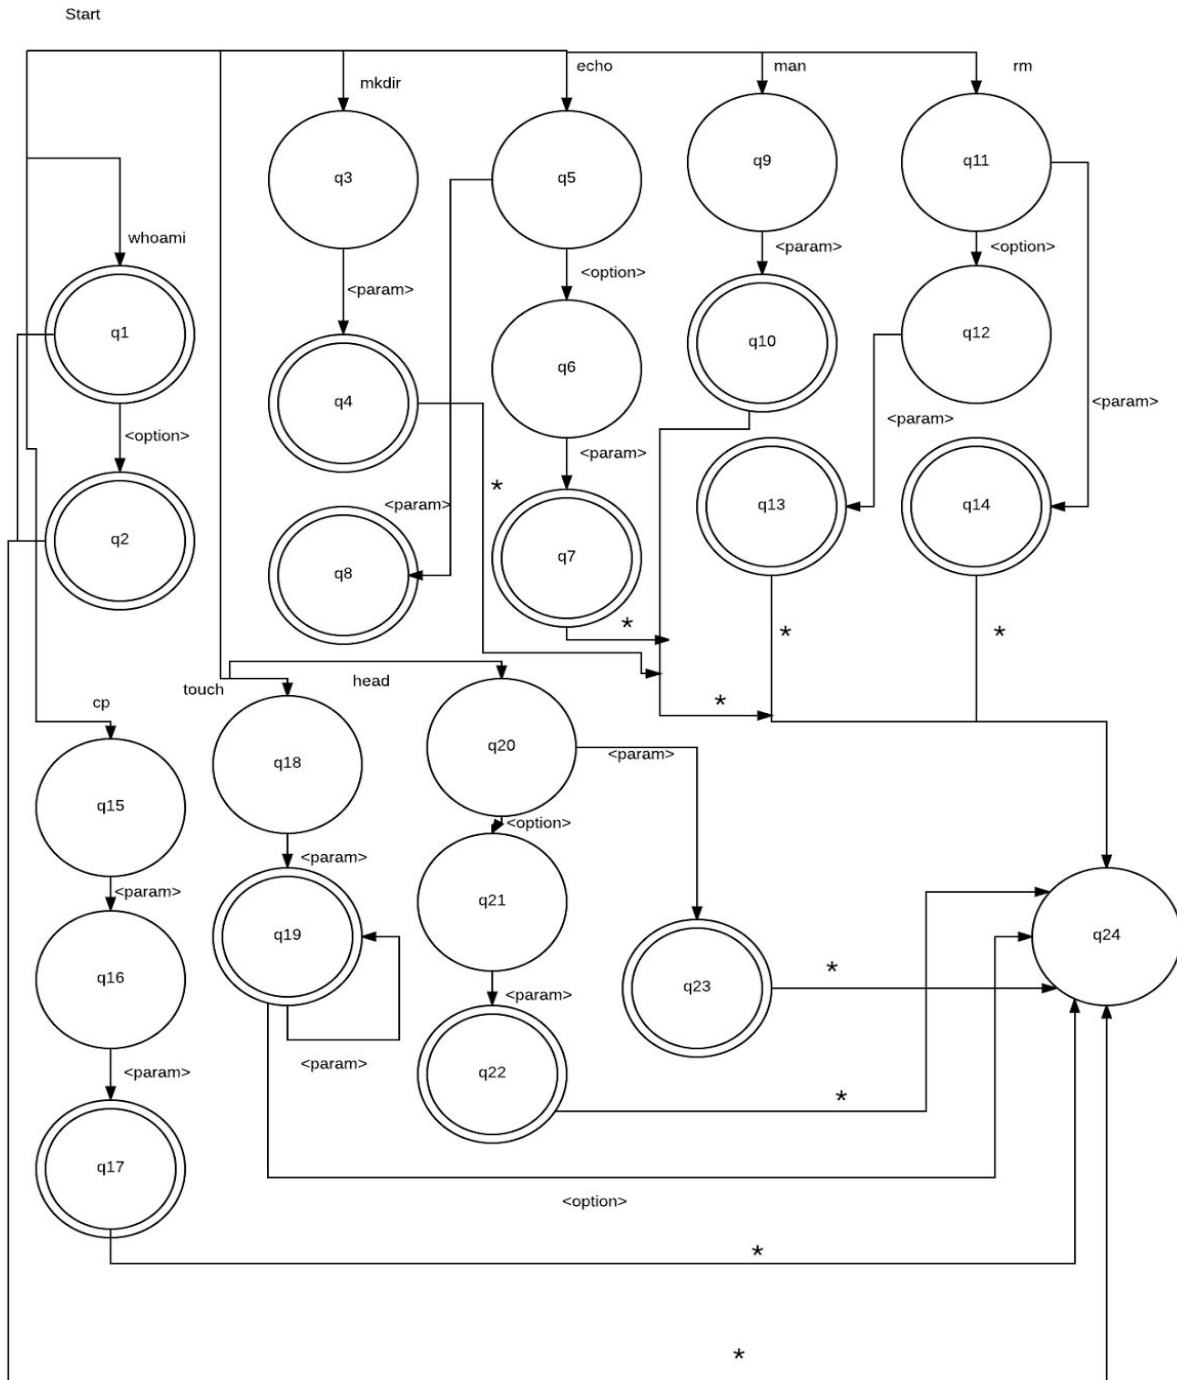 Start
echo
man
rm
mkdir
q9
q11
q3
q5
whoami
<param>
<option>
<option>
<param>
q1
q10
q12
q6
q4
<param>
<param>
<option>
<param>
*
<param>
q13
q14
q2
q7
q8
*
*
*
head
touch
cp
*
q20
<param>
q18
q15
<option>
<param>
<param>
q21
q19
q24
*
q16
q23
<param>
<param>
<param>
q22
*
q17
<option>
*
*